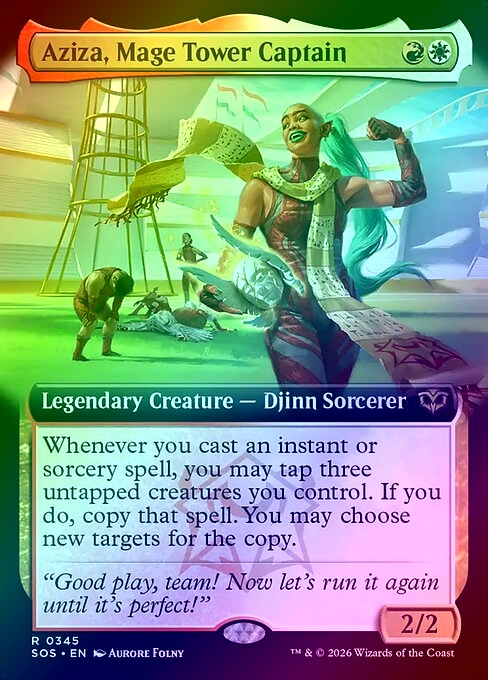 Aziza, Mage Tower Captain
Legendary Creature — Djinn Sorcerer
Whenever you cast an instant or
sorcery spell, you may tap three
untapped creatures you control. If you
do, copy that spell. You may choose
new targets for the copy.
“Good play, team! Now let’s run it again
until it’s perfect!”
2/2
R 0345
SOS • EN Aurore Folny
™ & © 2026 Wizards of the Coast